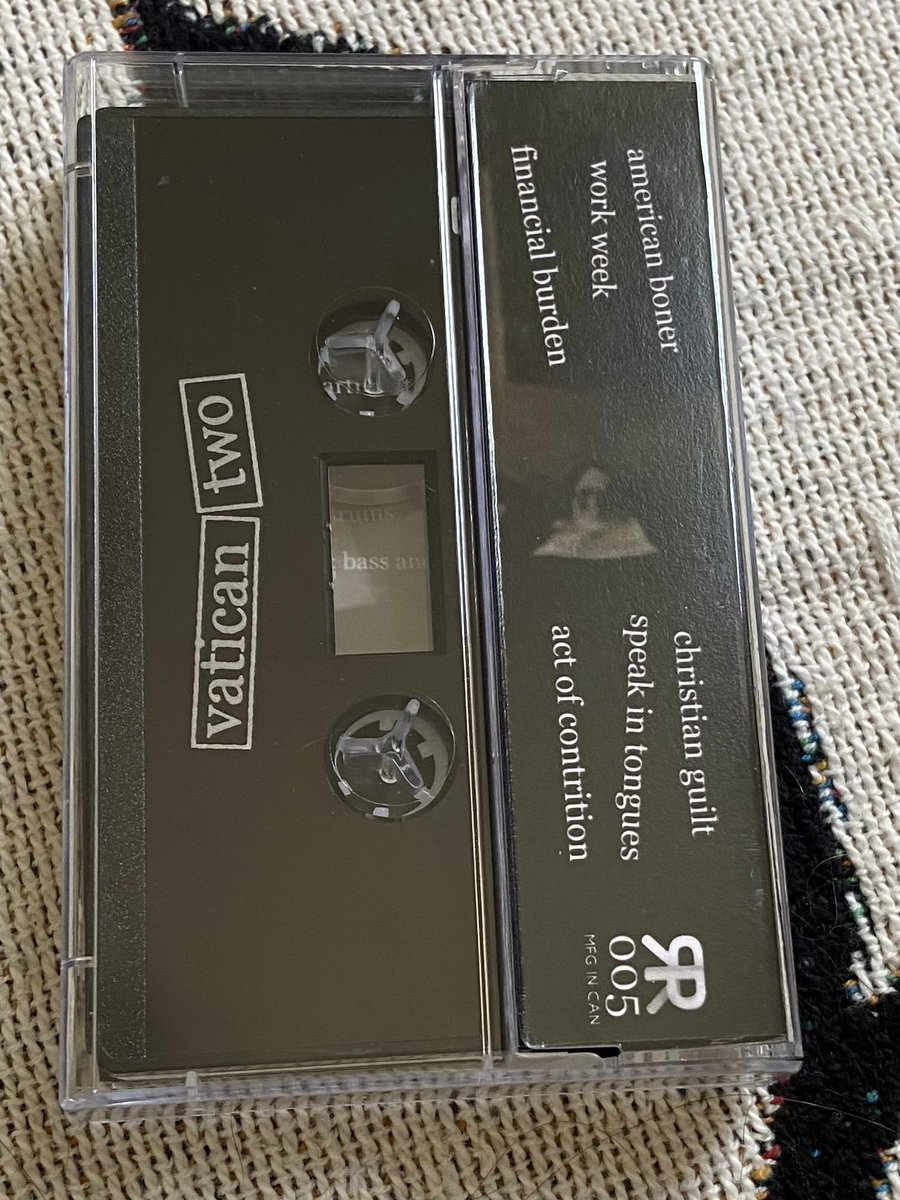 american boner
work week
financial burden
christian guilt
speak in tongues
act of contrition
RR
005
MFG IN CAN
vatican two
bass and